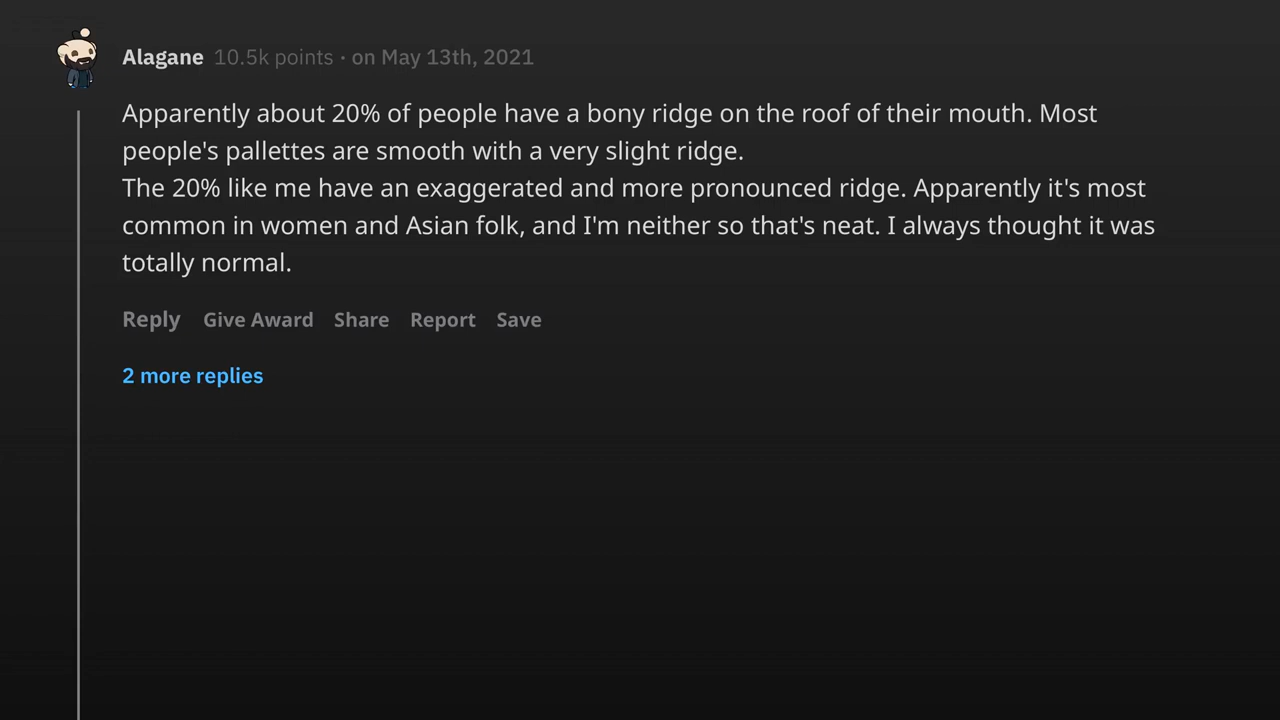 Alagane 10.5k points · on May 13th, 2021
Apparently about 20% of people have a bony ridge on the roof of their mouth. Most
people's pallettes are smooth with a very slight ridge.
The 20% like me have an exaggerated and more pronounced ridge. Apparently it's most
common in women and Asian folk, and I'm neither so that's neat. I always thought it was
totally normal.
Reply Give Award Share Report Save
2 more replies